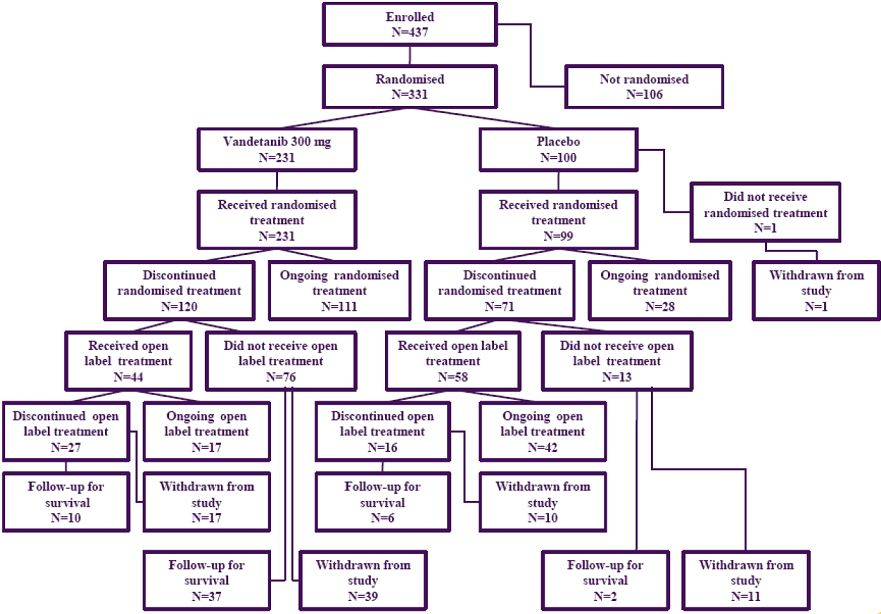 Enrolled
N=437
Randomised
N=331
Not randomised
N=106
Vandetanib 300 mg
N=231
Placebo
N=100
Did not receive
randomised treatment
N=1
Received randomised
treatment
N=231
Received randomised
treatment
N=99
Withdrawn from
study
N=1
Discontinued
randomised treatment
N=120
Ongoing randomised
treatment
N=111
Discontinued
randomised treatment
N=71
Ongoing randomised
treatment
N=28
Received open
label treatment
N=44
Did not receive open
label treatment
N=76
Received open label
treatment
N=58
Did not receive open
label treatment
N=13
Discontinued open
label treatment
N=27
Ongoing open
label treatment
N=17
Discontinued open
label treatment
N=16
Ongoing open
label treatment
N=42
Follow-up for
survival
N=10
Withdrawn from
study
N=17
Follow-up for
survival
N=6
Withdrawn from
study
N=10
Follow-up for
survival
N=37
Withdrawn from
study
N=39
Follow-up for
survival
N=2
Withdrawn from
study
N=11